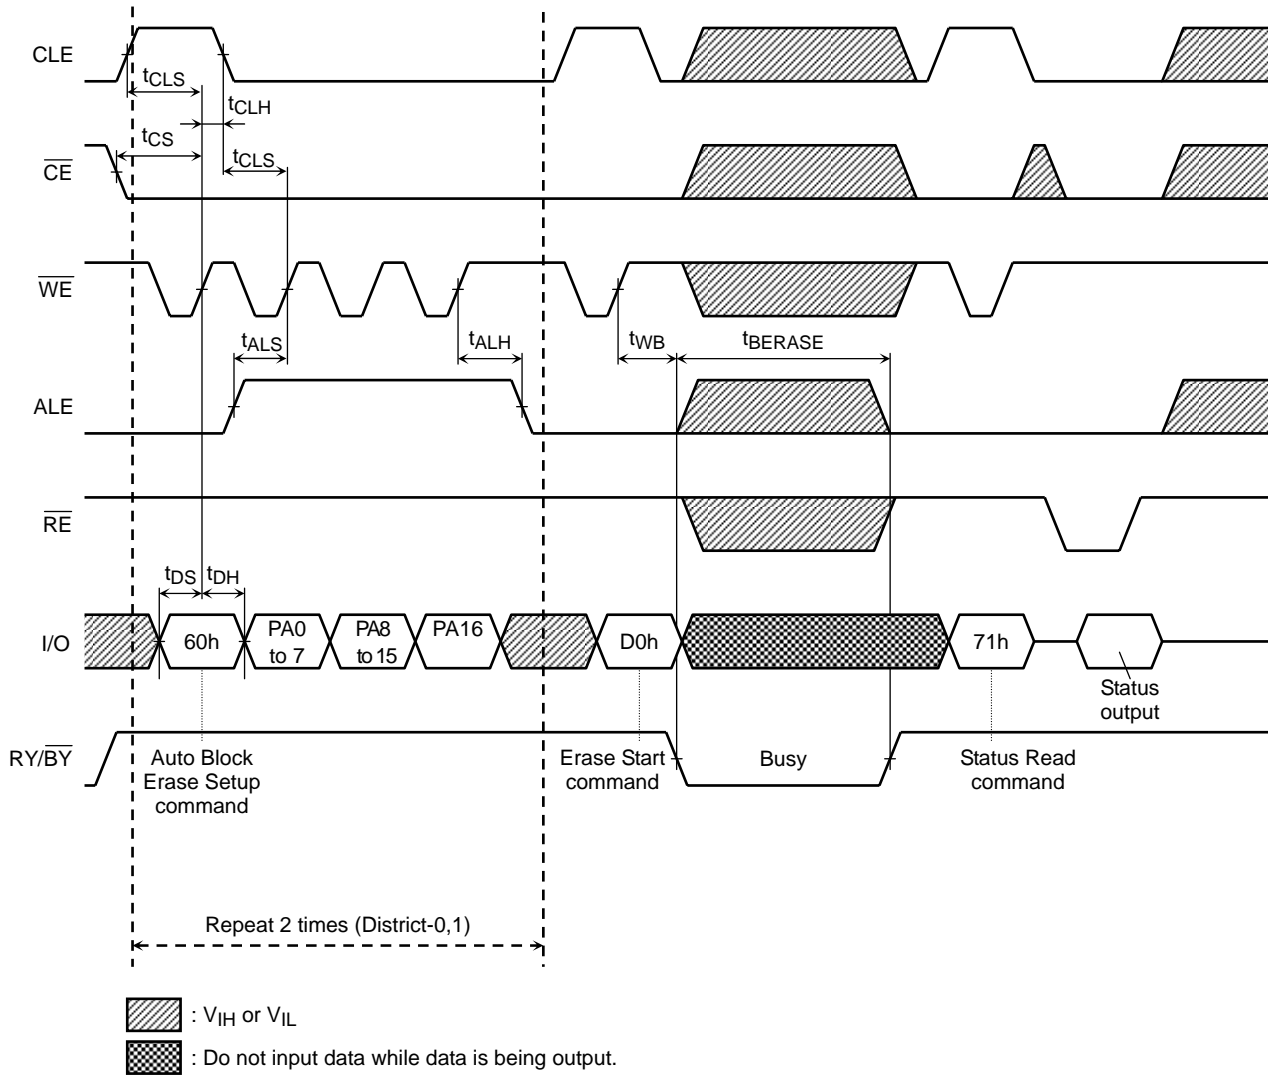 CLE
tCLS
tCLH
tCS
CE
tCLS
WE
tALS
tALH
tWB
tBERASE
ALE
RE
tDS
tDH
I/O
60h
PA0
to 7
PA8
to 15
PA16
D0h
71h
Status
output
RY/BY
Auto Block
Erase Setup
command
Erase Start
command
Busy
Status Read
command
Repeat 2 times (District-0,1)
: VIH or VIL
: Do not input data while data is being output.